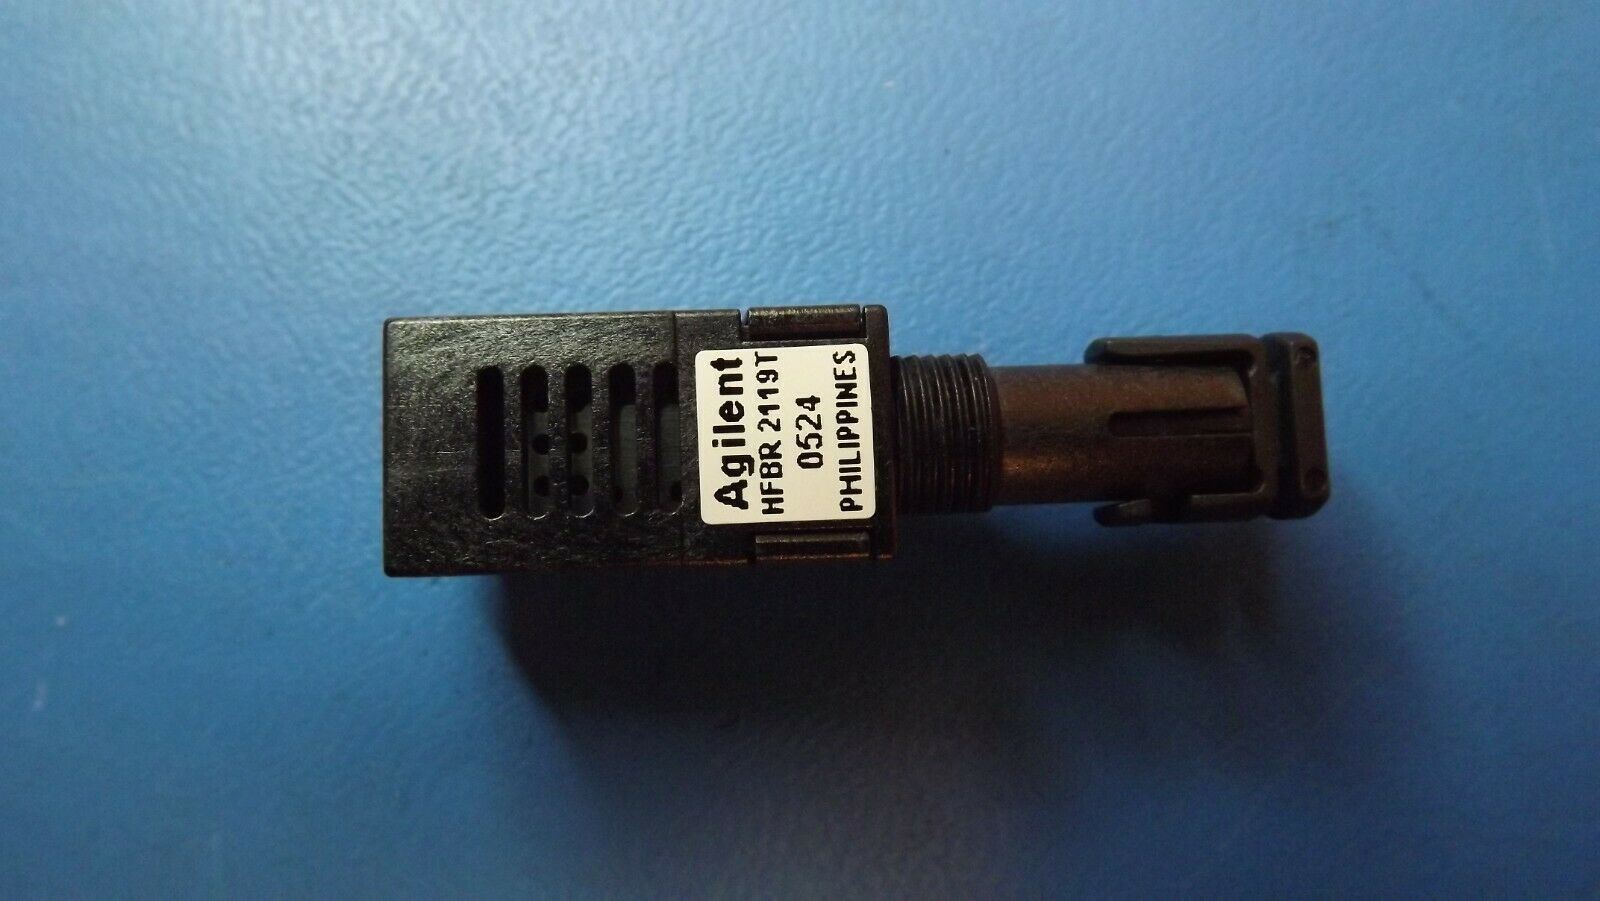 Agilent
HFBR 2119T
0524
PHILIPPINES